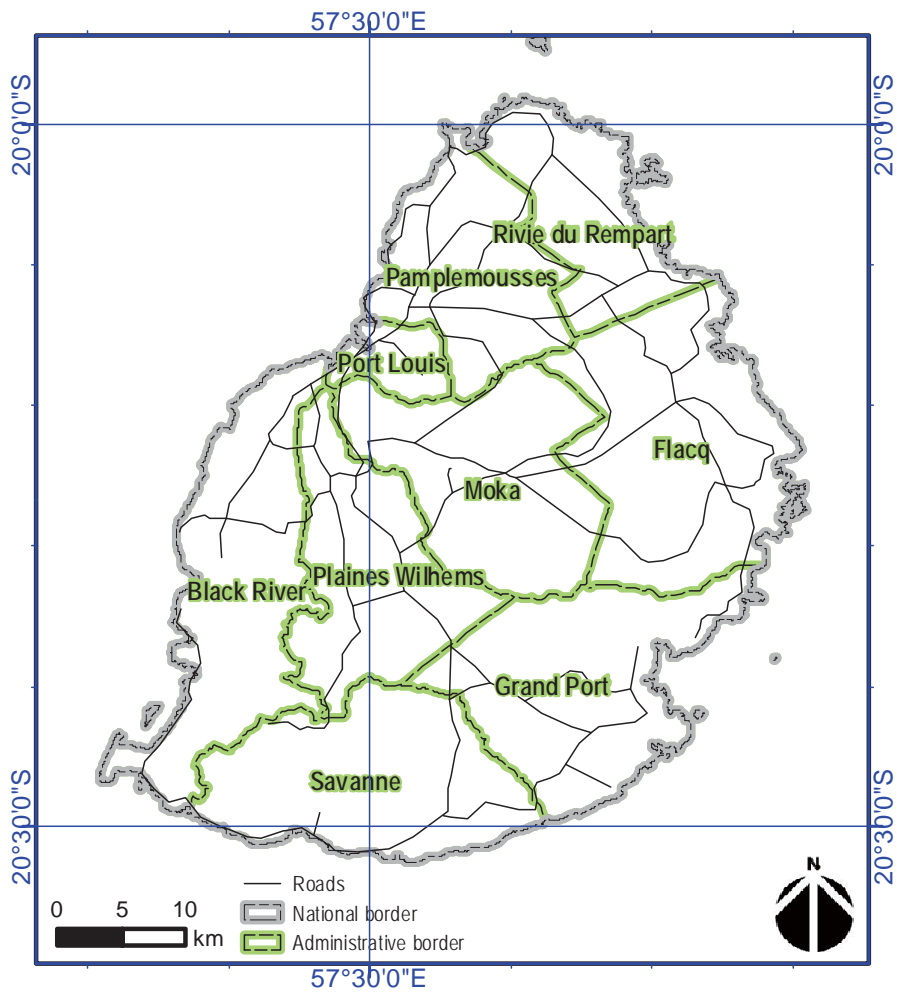 57°30'0"E
20°0'0"S
20°0'0"S
Rivie du Rempart
Pamplemousses
Port Louis
Flacq
Moka
Plaines Wilhems
Black River
Grand Port
Savanne
20°30'0"S
20°30'0"S
N
Roads
0 5 10
National border
km
Administrative border
57°30'0"E